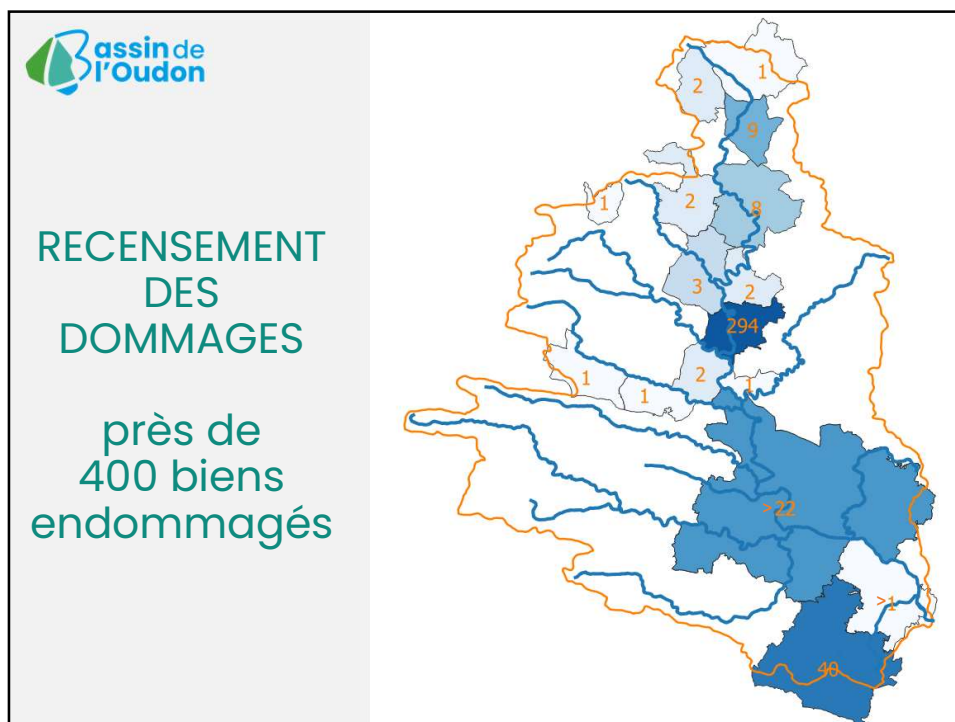 Bassin de
l'Oudon
RECENSEMENT
DES
DOMMAGES
près de
400 biens
endommagés
1
2
9
1
2
8
3
2
294
1
1
2
1
>22
>1
40